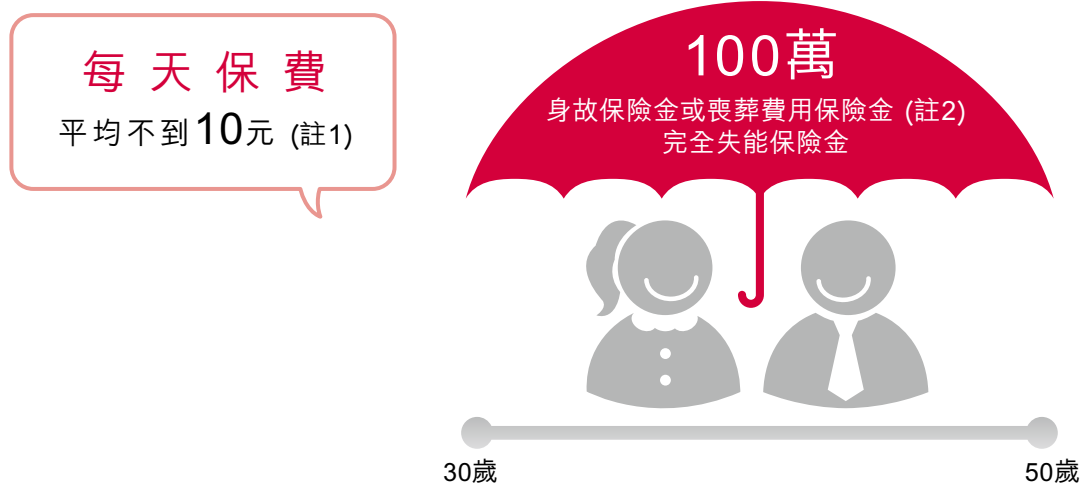 每天保費
平均不到10元 (註1)
100萬
身故保險金或喪葬費用保險金 (註2)
完全失能保險金
30歲
50歲